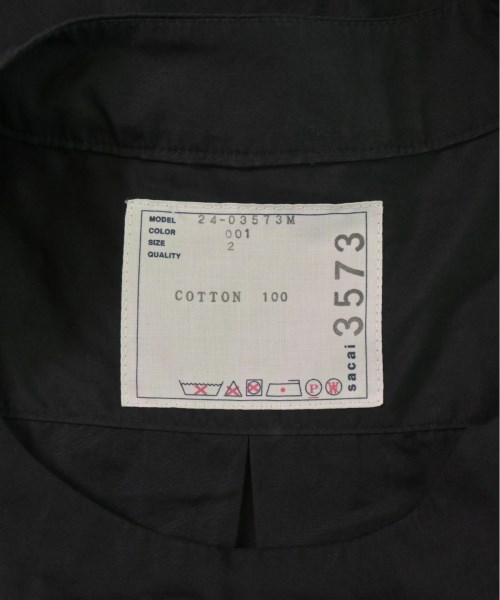 MODEL 24-03573M
COLOR 001
SIZE 2
QUALITY
COTTON 100
sacai 3573
P W